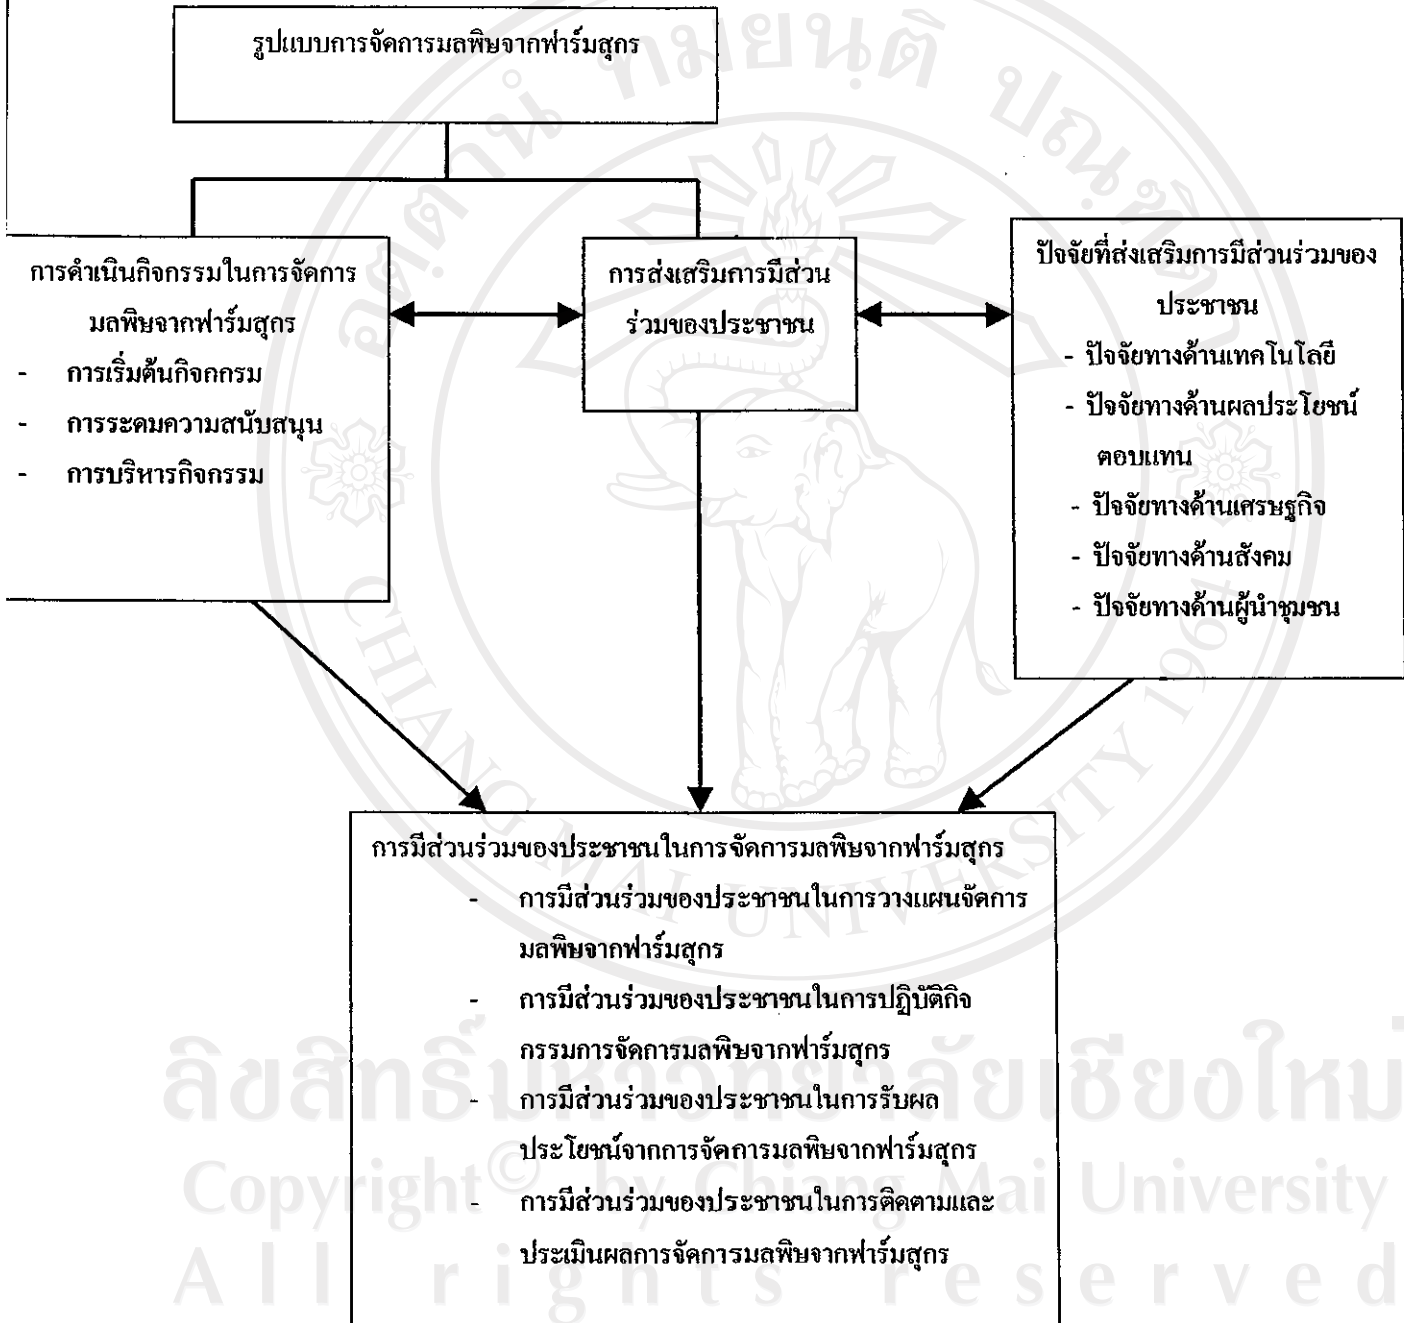 รูปแบบการจัดการมลพิษจากฟาร์มสุกร
การดำเนินกิจกรรมในการจัดการ
มลพิษจากฟาร์มสุกร
- การเริ่มต้นกิจกกรม
- การระดมความสนับสนุน
- การบริหารกิจกรรม
การส่งเสริมการมีส่วน
ร่วมของประชาชน
ปัจจัยที่ส่งเสริมการมีส่วนร่วมของ
ประชาชน
- ปัจจัยทางด้านเทคโนโลยี
- ปัจจัยทางด้านผลประโยชน์
ตอบแทน
- ปัจจัยทางด้านเศรษฐกิจ
- ปัจจัยทางด้านสังคม
- ปัจจัยทางด้านผู้นำชุมชน
การมีส่วนร่วมของประชาชนในการจัดการมลพิษจากฟาร์มสุกร
- การมีส่วนร่วมของประชาชนในการวางแผนจัดการ
มลพิษจากฟาร์มสุกร
- การมีส่วนร่วมของประชาชนในการปฏิบัติกิจ
กรรมการจัดการมลพิษจากฟาร์มสุกร
- การมีส่วนร่วมของประชาชนในการรับผล
ประโยชน์จากการจัดการมลพิษจากฟาร์มสุกร
- การมีส่วนร่วมของประชาชนในการติดตามและ
ประเมินผลการจัดการมลพิษจากฟาร์มสุกร
อตฺตานํ ทมยนฺติ ปณฺฑิตา
CHIANG MAI UNIVERSITY 1964
ลิขสิทธิ์มหาวิทยาลัยเชียงใหม่
Copyright© by Chiang Mai University
All rights reserved